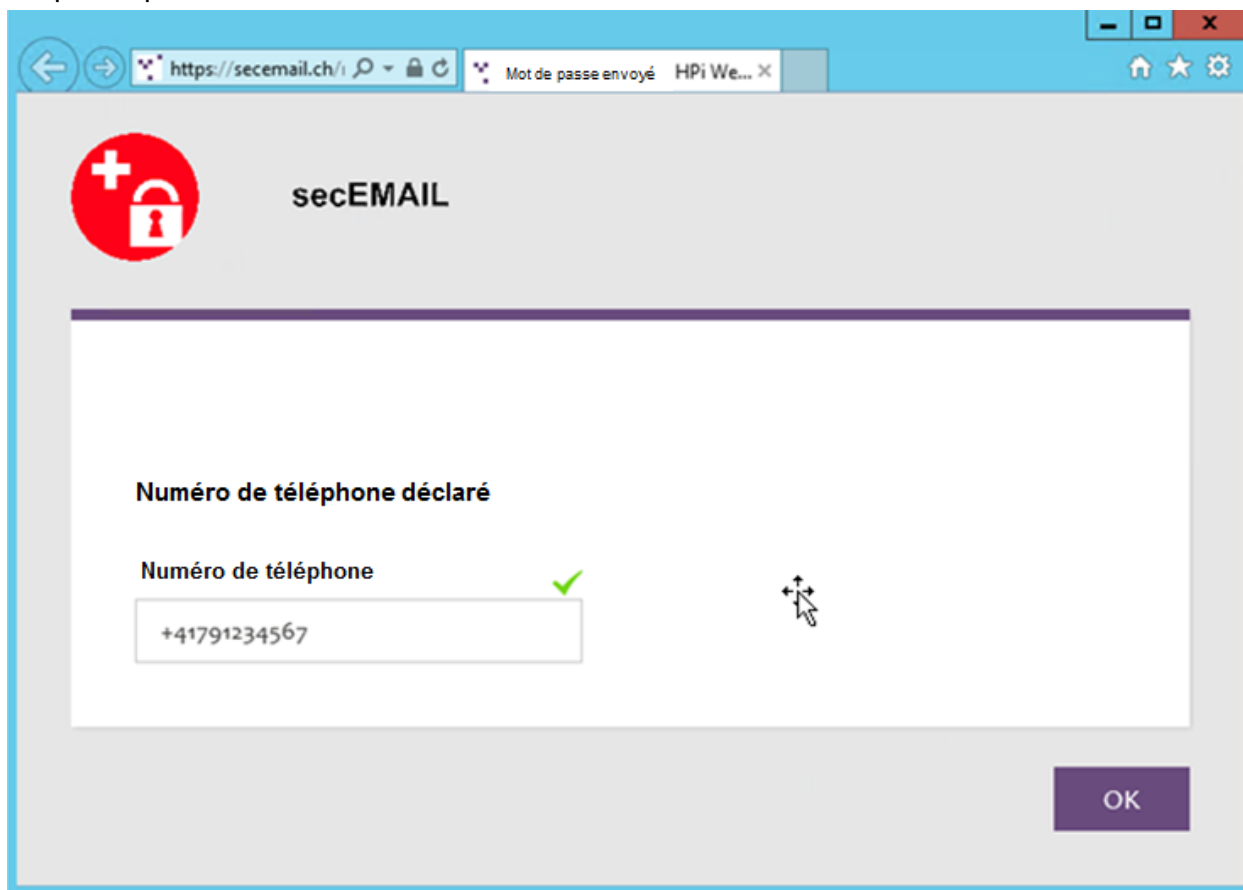 https://secemail.ch/
Mot de passe envoyé HPi We...
secEMAIL
Numéro de téléphone déclaré
Numéro de téléphone
+41791234567
OK